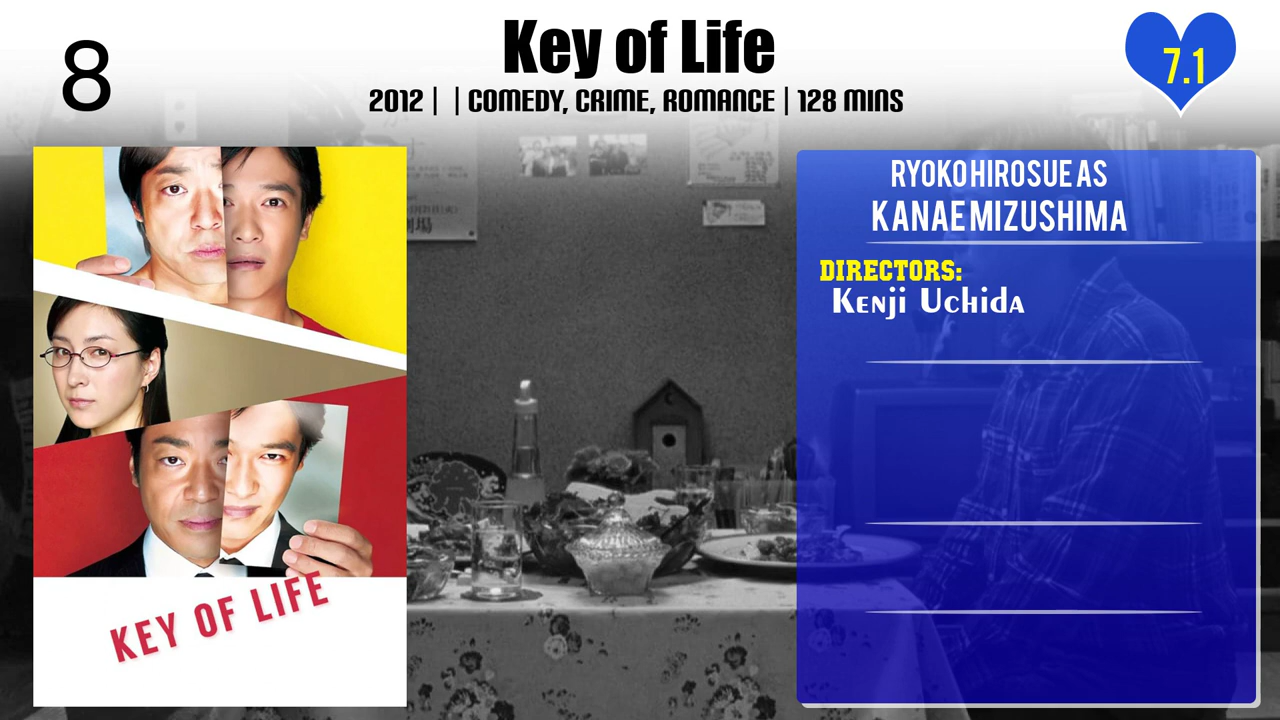 8
Key of Life
2012 | | COMEDY, CRIME, ROMANCE | 128 MINS
7.1
RYOKO HIROSUE AS
KANAE MIZUSHIMA
DIRECTORS:
Kenji Uchida
KEY OF LIFE